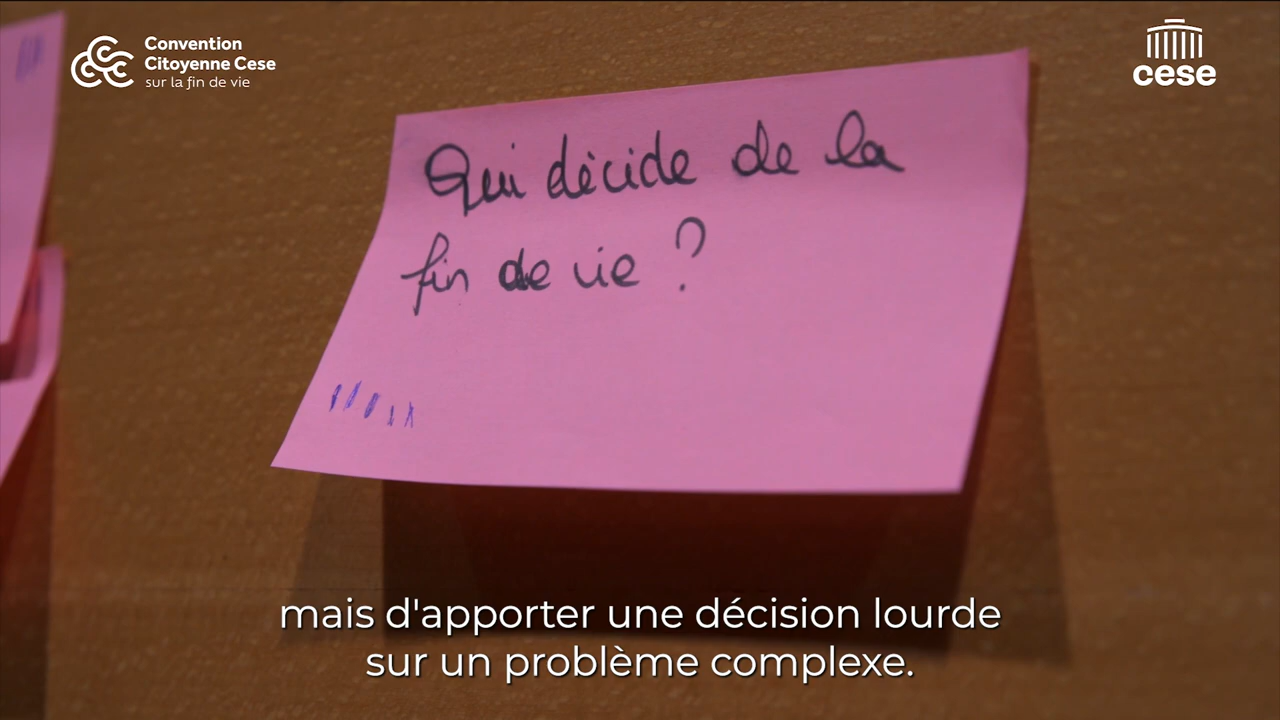 Convention
Citoyenne Cese
sur la fin de vie
cese
Qui décide de la
fin de vie ?
mais d'apporter une décision lourde
sur un problème complexe.